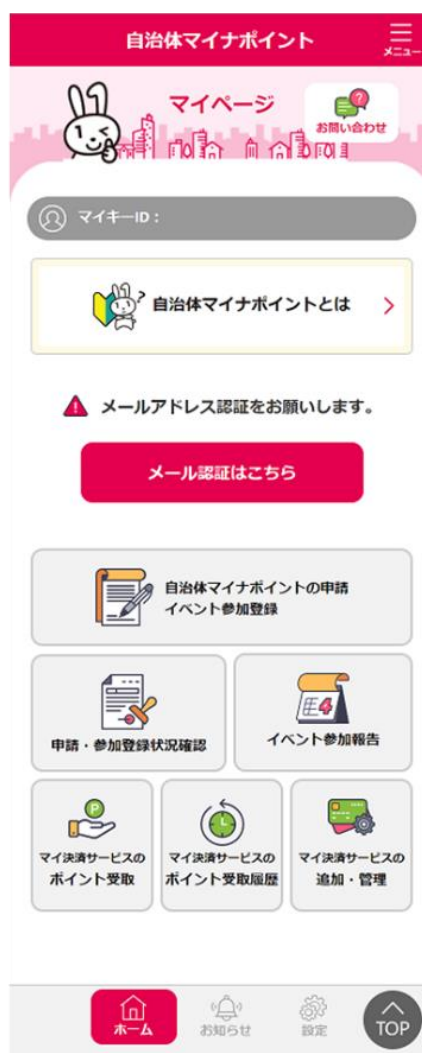 自治体マイナポイント
メニュー
マイページ
?
お問い合わせ
マイキーID：
? 自治体マイナポイントとは
メールアドレス認証をお願いします。
メール認証はこちら
自治体マイナポイントの申請
イベント参加登録
申請・参加登録状況確認
4
イベント参加報告
P
マイ決済サービスの
ポイント受取
マイ決済サービスの
ポイント受取履歴
マイ決済サービスの
追加・管理
ホーム
お知らせ
設定
TOP